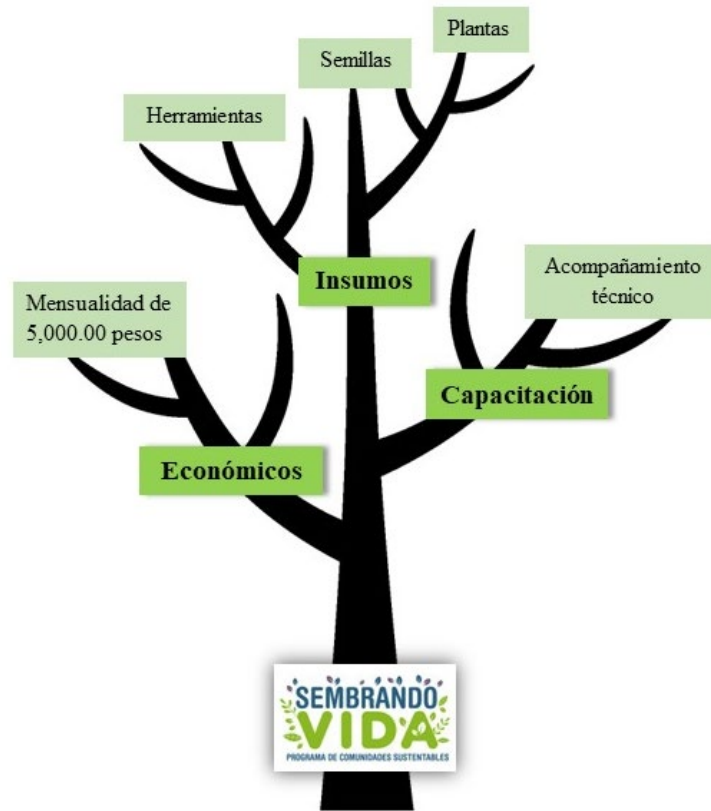 Plantas
Semillas
Herramientas
Insumos
Acompañamiento
técnico
Mensualidad de
5,000.00 pesos
Capacitación
Económicos
SEMBRANDO
VIDA
PROGRAMA DE COMUNIDADES SUSTENTABLES